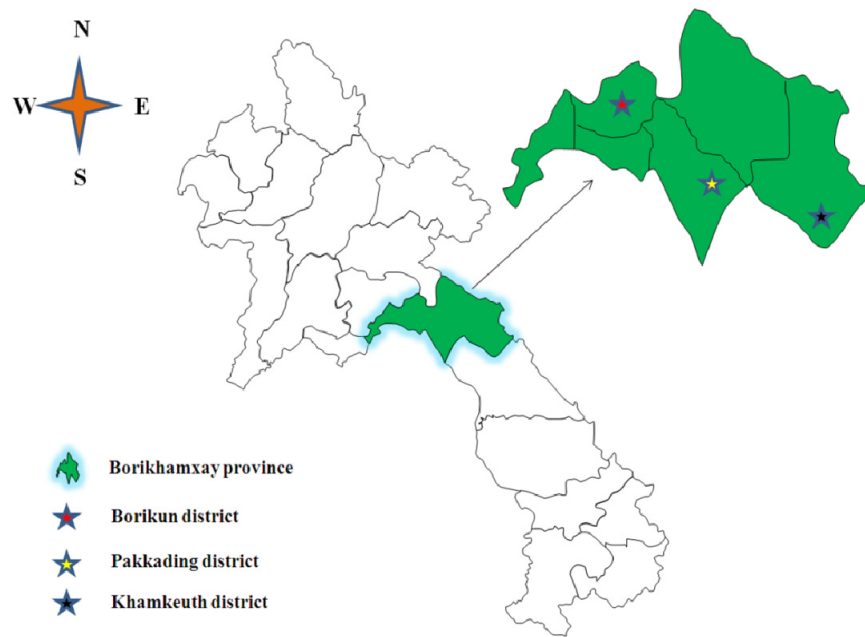 N
W E
S
Borikhamxay province
Borikun district
Pakkading district
Khamkeuth district